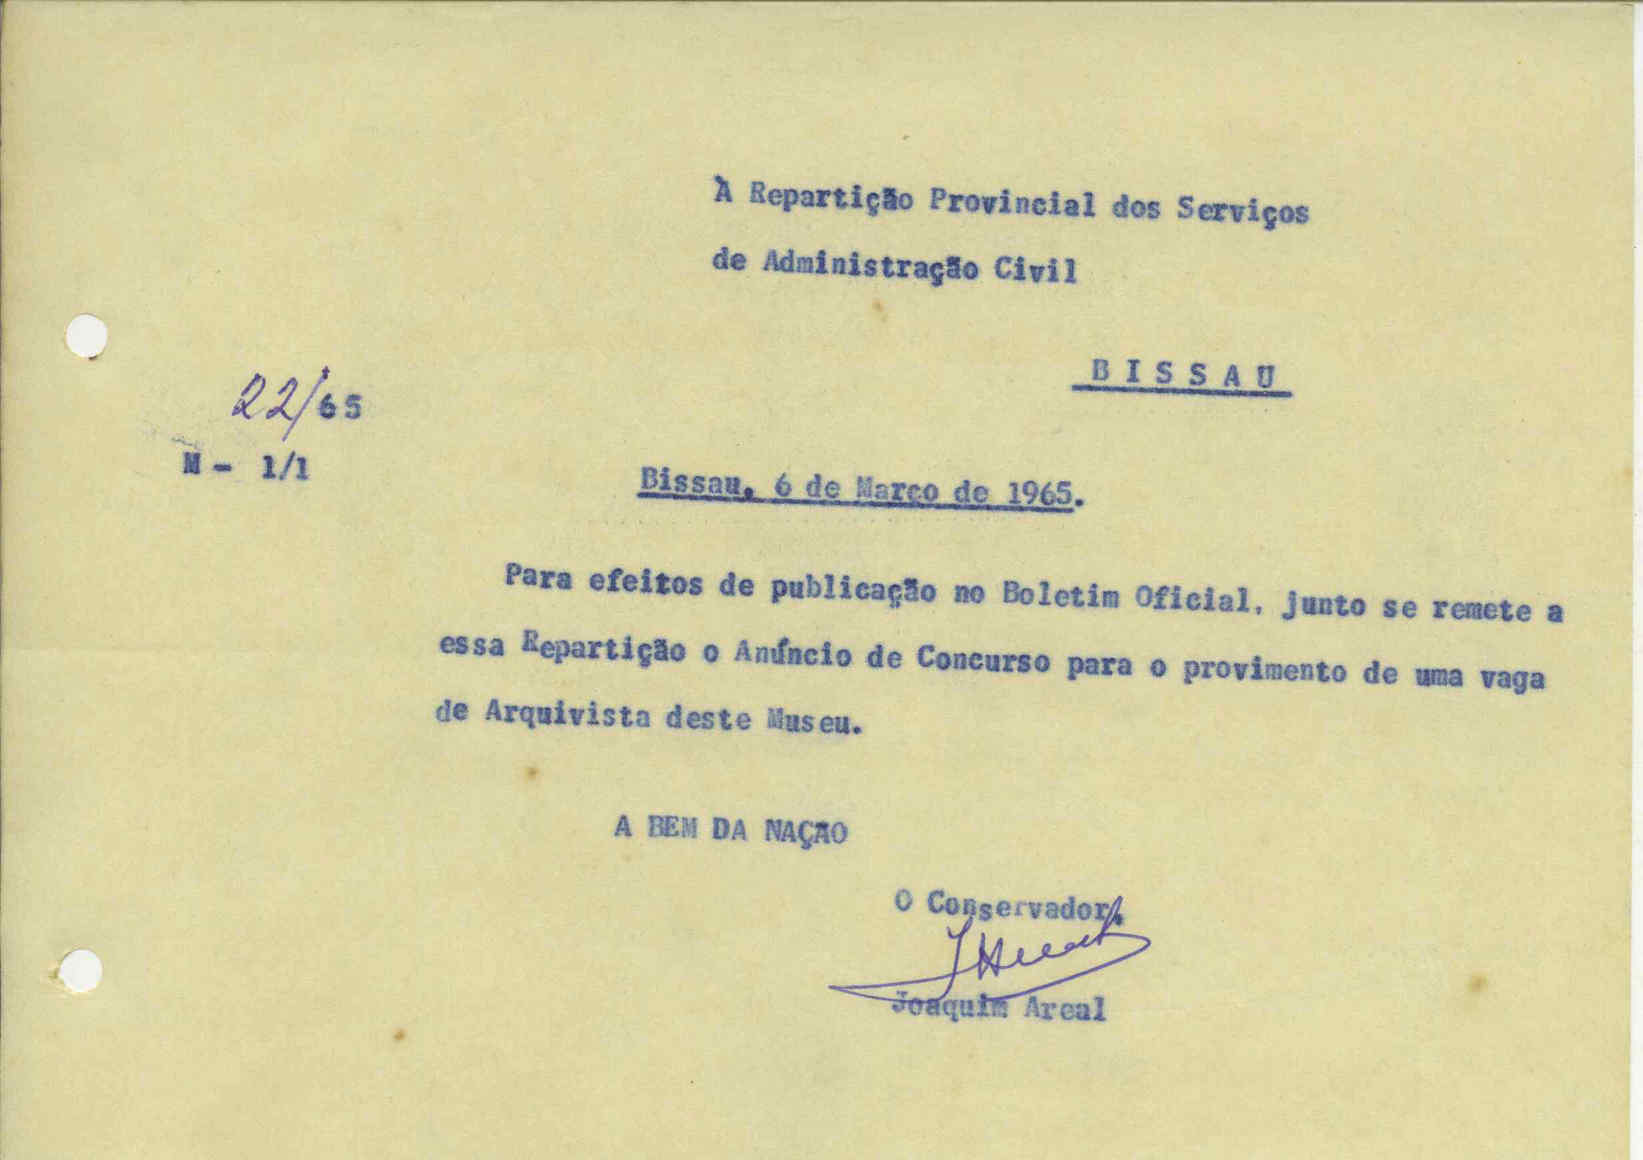 À Repartição Provincial dos Serviços
de Administração Civil
B I S S A U
22/65
M - 1/1
Bissau, 6 de Março de 1965.
Para efeitos de publicação no Boletim Oficial, junto se remete a
essa Repartição o Anúncio de Concurso para o provimento de uma vaga
de Arquivista deste Museu.
A BEM DA NAÇÃO
O Conservador,
Joaquim Areal